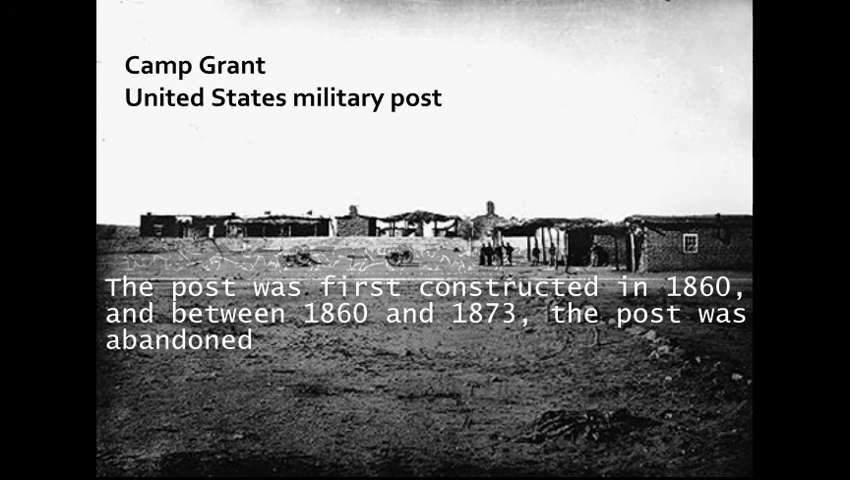 Camp Grant
United States military post
The post was first constructed in 1860,
and between 1860 and 1873, the post was
abandoned